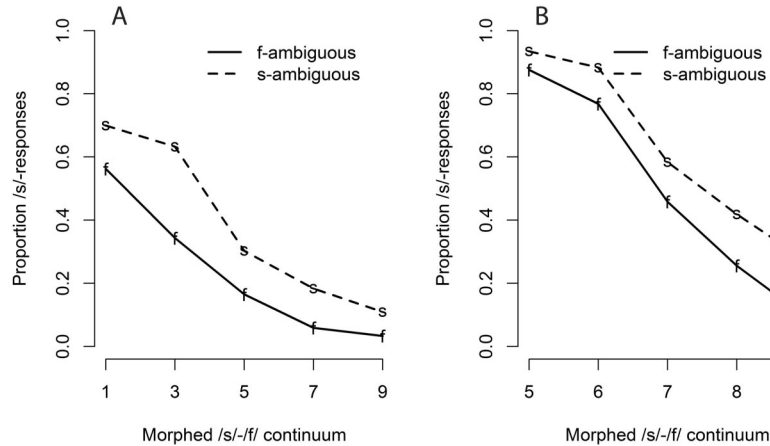 A
Proportion /s/-responses
1.0
0.8
0.6
0.4
0.2
0.0
f-ambiguous
s-ambiguous
s
s
s
s
s
f
f
f
f
f
1 3 5 7 9
Morphed /s/-/f/ continuum
B
Proportion /s/-responses
1.0
0.8
0.6
0.4
0.2
0.0
f-ambiguous
s-ambiguous
s
s
s
s
f
f
f
f
5 6 7 8
Morphed /s/-/f/ continuum